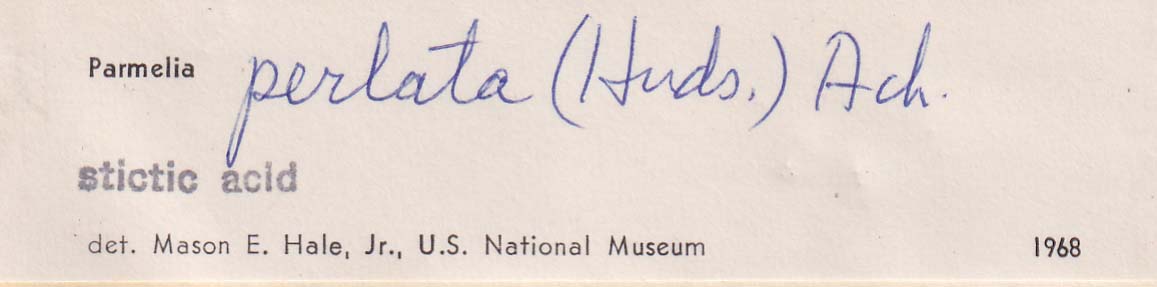 Parmelia perlata (Huds.) Ach.
stictic acid
det. Mason E. Hale, Jr., U.S. National Museum 1968